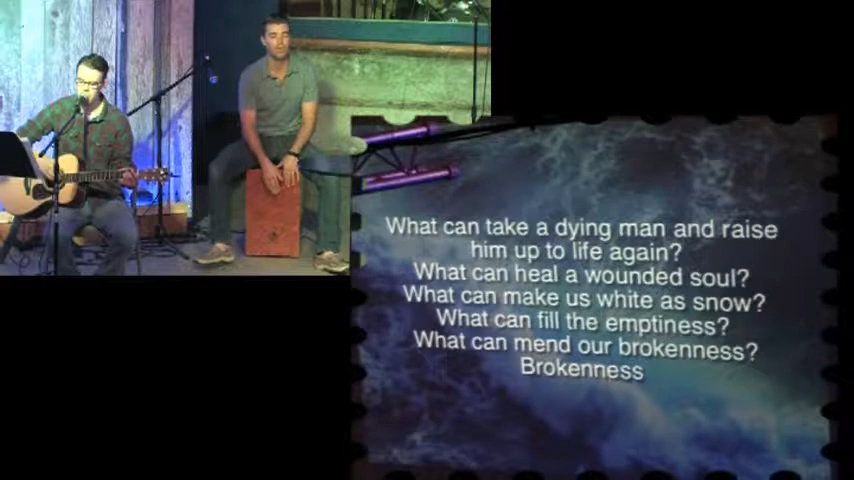 What can take a dying man and raise
him up to life again?
What can heal a wounded soul?
What can make us white as snow?
What can fill the emptiness?
What can mend our brokenness?
Brokenness